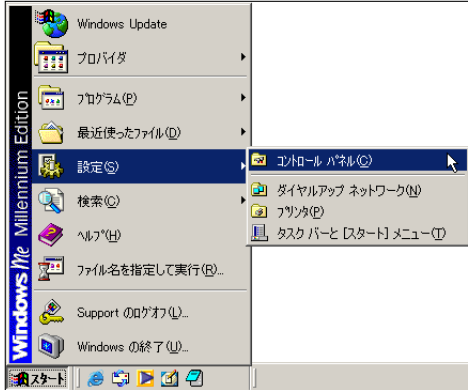 Windows Me Millennium Edition
Windows Update
プロバイダ
ﾌﾟﾛｸﾞﾗﾑ(P)
最近使ったﾌｧｲﾙ(D)
設定(S)
検索(C)
ﾍﾙﾌﾟ(H)
ﾌｧｲﾙ名を指定して実行(R)...
Support のﾛｸﾞｵﾌ(L)...
Windows の終了(U)...
ｺﾝﾄﾛｰﾙ ﾊﾟﾈﾙ(C)
ダイヤルアップ ネットワーク(N)
ﾌﾟﾘﾝﾀ(P)
タスク バーと [スタート] メニュー(T)
スタート